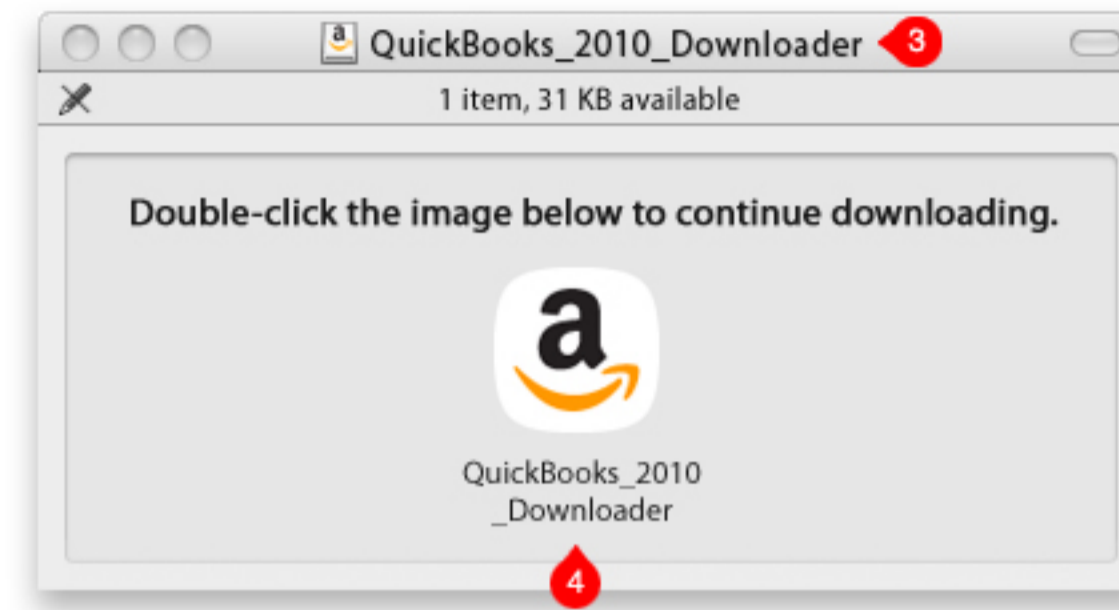 QuickBooks_2010_Downloader 3
1 item, 31 KB available
Double-click the image below to continue downloading.
a
QuickBooks_2010
_Downloader
4